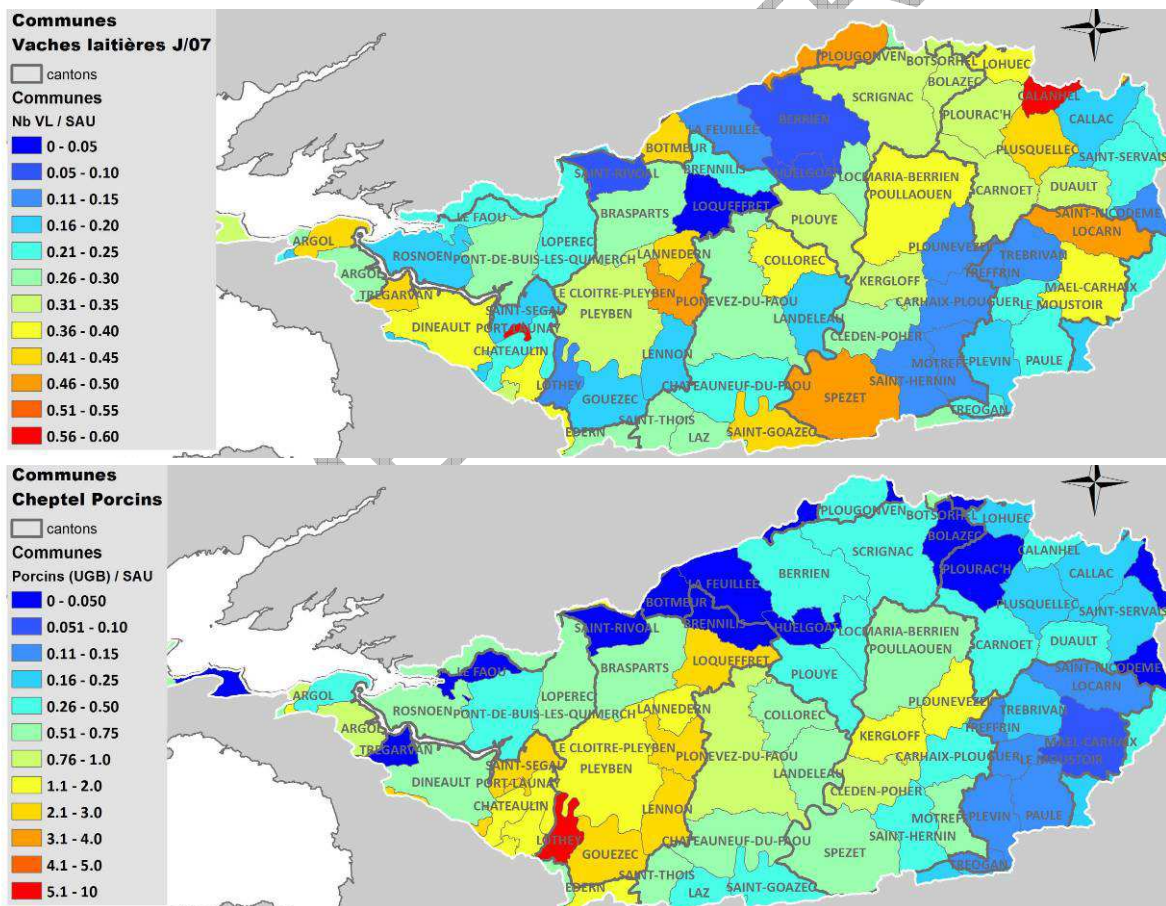 Communes
Vaches laitières J/07
cantons
Communes
Nb VL / SAU
0 - 0.05
0.05 - 0.10
0.11 - 0.15
0.16 - 0.20
0.21 - 0.25
0.26 - 0.30
0.31 - 0.35
0.36 - 0.40
0.41 - 0.45
0.46 - 0.50
0.51 - 0.55
0.56 - 0.60
PLOUGONVEN
BOTSORHEL
LOHUEC
BOLAZEC
SCRIGNAC
CALANHEL
PLOURAC'H
CALLAC
BERRIEN
LA FEUILLEE
PLUSQUELLEC
BOTMEUR
SAINT-SERVAIS
BRENNILIS
SAINT-RIVOAL
HUELGOAT
LOCMARIA-BERRIEN
POULLAOUEN
CARNOET
DUAULT
LOQUEFFRET
BRASPARTS
PLOUYE
SAINT-NICODEME
LE FAOU
LOCARN
ARGOL
LOPEREC
LANNEDERN
COLLOREC
PLOUNEVEZEL
TREBRIVAN
ROSNOEN
PONT-DE-BUIS-LES-QUIMERCH
TREFFRIN
ARGOL
KERGLOFF
MAEL-CARHAIX
TREGARVAN
LE CLOITRE-PLEYBEN
PLONEVEZ-DU-FAOU
CARHAIX-PLOUGUER
LE MOUSTOIR
SAINT-SEGAL
PLEYBEN
LANDELEAU
DINEAULT
PORT-LAUNAY
CLEDEN-POHER
CHATEAULIN
LENNON
MOTREFF
PLEVIN
PAULE
LOTHEY
CHATEAUNEUF-DU-FAOU
SAINT-HERNIN
GOUEZEC
SPEZET
TREOGAN
SAINT-THOIS
EDERN
LAZ
SAINT-GOAZEC
Communes
Cheptel Porcins
cantons
Communes
Porcins (UGB) / SAU
0 - 0.050
0.051 - 0.10
0.11 - 0.15
0.16 - 0.25
0.26 - 0.50
0.51 - 0.75
0.76 - 1.0
1.1 - 2.0
2.1 - 3.0
3.1 - 4.0
4.1 - 5.0
5.1 - 10
PLOUGONVEN
BOTSORHEL
LOHUEC
BOLAZEC
SCRIGNAC
CALANHEL
PLOURAC'H
CALLAC
BERRIEN
LA FEUILLEE
PLUSQUELLEC
BOTMEUR
SAINT-SERVAIS
BRENNILIS
SAINT-RIVOAL
HUELGOAT
LOCMARIA-BERRIEN
POULLAOUEN
CARNOET
DUAULT
LOQUEFFRET
BRASPARTS
PLOUYE
SAINT-NICODEME
LE FAOU
LOCARN
ARGOL
LOPEREC
LANNEDERN
COLLOREC
PLOUNEVEZEL
TREBRIVAN
ROSNOEN
PONT-DE-BUIS-LES-QUIMERCH
TREFFRIN
ARGOL
KERGLOFF
MAEL-CARHAIX
TREGARVAN
LE CLOITRE-PLEYBEN
PLONEVEZ-DU-FAOU
CARHAIX-PLOUGUER
LE MOUSTOIR
SAINT-SEGAL
PLEYBEN
LANDELEAU
DINEAULT
PORT-LAUNAY
CLEDEN-POHER
CHATEAULIN
LENNON
MOTREFF
PLEVIN
PAULE
LOTHEY
CHATEAUNEUF-DU-FAOU
SAINT-HERNIN
GOUEZEC
SPEZET
TREOGAN
SAINT-THOIS
EDERN
LAZ
SAINT-GOAZEC